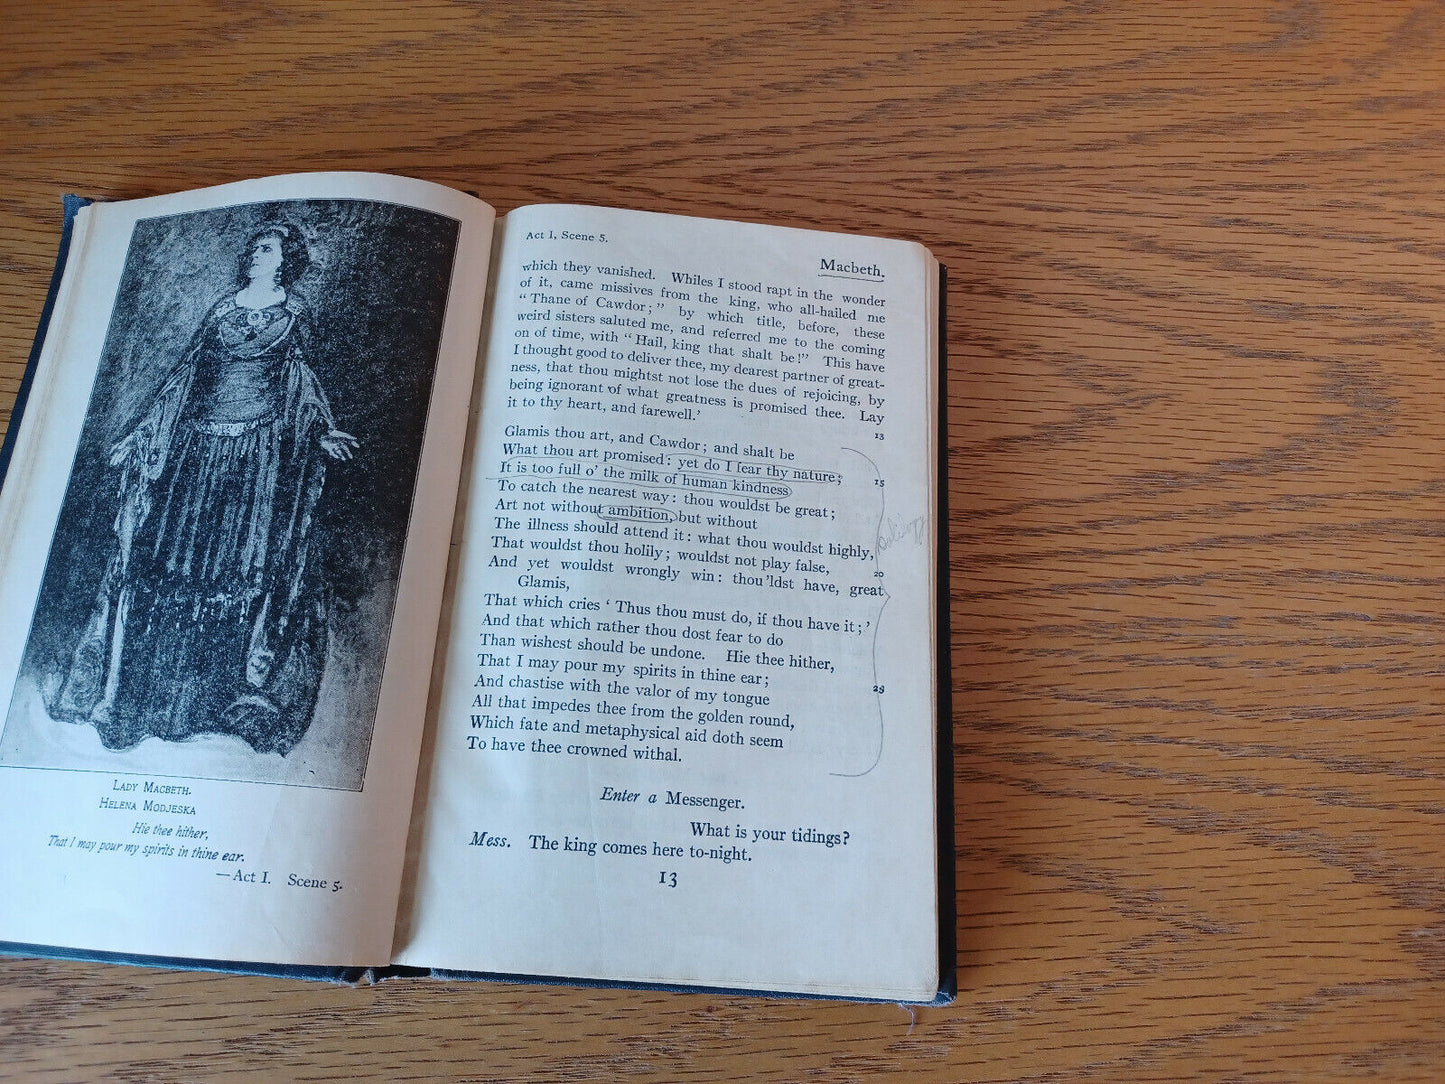 LADY MACBETH.
HELENA MODJESKA
Hie thee hither,
That I may pour my spirits in thine ear.
—Act I. Scene 5.
Act I, Scene 5.
Macbeth.
which they vanished. Whiles I stood rapt in the wonder
of it, came missives from the king, who all-hailed me
“Thane of Cawdor;” by which title, before, these
weird sisters saluted me, and referred me to the coming
on of time, with “Hail, king that shalt be!” This have
I thought good to deliver thee, my dearest partner of great-
ness, that thou mightst not lose the dues of rejoicing, by
being ignorant of what greatness is promised thee. Lay
it to thy heart, and farewell.’
13
Glamis thou art, and Cawdor; and shalt be
What thou art promised: yet do I fear thy nature; 15
It is too full o’ the milk of human kindness
To catch the nearest way: thou wouldst be great;
Art not without ambition, but without
The illness should attend it: what thou wouldst highly,
That wouldst thou holily; wouldst not play false, 20
And yet wouldst wrongly win: thou ’ldst have, great
Glamis,
That which cries ‘Thus thou must do, if thou have it;’
And that which rather thou dost fear to do
Than wishest should be undone. Hie thee hither,
That I may pour my spirits in thine ear; 25
And chastise with the valor of my tongue
All that impedes thee from the golden round,
Which fate and metaphysical aid doth seem
To have thee crowned withal.
Enter a Messenger.
What is your tidings?
Mess. The king comes here to-night.
13